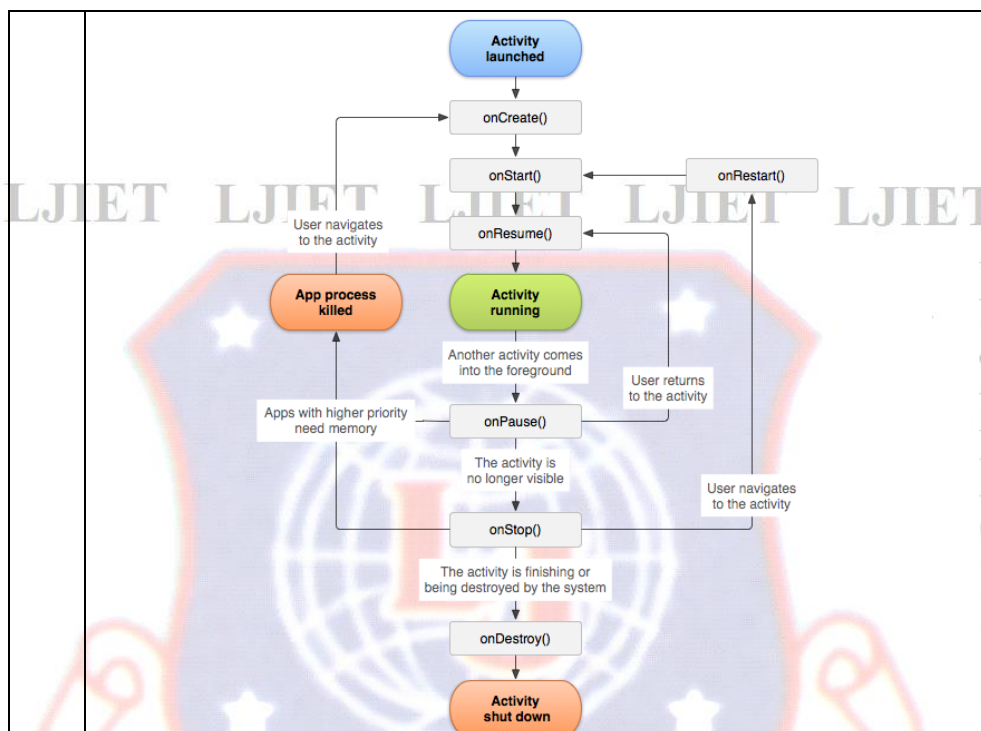 Activity
launched
onCreate()
onStart()
onRestart()
LJIET LJIET LJIET LJIET LJIET
User navigates
to the activity
onResume()
App process
killed
Activity
running
Another activity comes
into the foreground
User returns
to the activity
Apps with higher priority
need memory
onPause()
The activity is
no longer visible
User navigates
to the activity
onStop()
The activity is finishing or
being destroyed by the system
onDestroy()
Activity
shut down